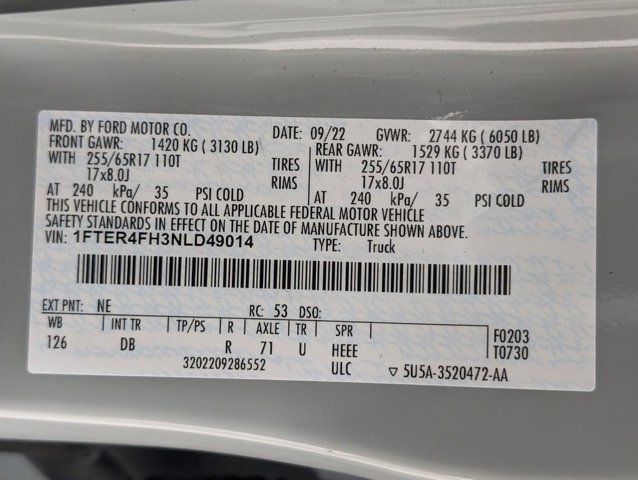 MFD. BY FORD MOTOR CO. DATE: 09/22 GVWR: 2744 KG ( 6050 LB)
FRONT GAWR: 1420 KG ( 3130 LB) REAR GAWR: 1529 KG ( 3370 LB)
WITH 255/65R17 110T TIRES WITH 255/65R17 110T TIRES
17x8.0J RIMS 17x8.0J RIMS
AT 240 kPa/ 35 PSI COLD AT 240 kPa/ 35 PSI COLD
THIS VEHICLE CONFORMS TO ALL APPLICABLE FEDERAL MOTOR VEHICLE
SAFETY STANDARDS IN EFFECT ON THE DATE OF MANUFACTURE SHOWN ABOVE.
VIN: 1FTER4FH3NLD49014 TYPE: Truck
EXT PNT: NE RC: 53 DSO:
WB INT TR TP/PS R AXLE TR SPR F0203
126 DB R 71 U HEEE T0730
3202209286552 ULC ▽ 5U5A-3520472-AA